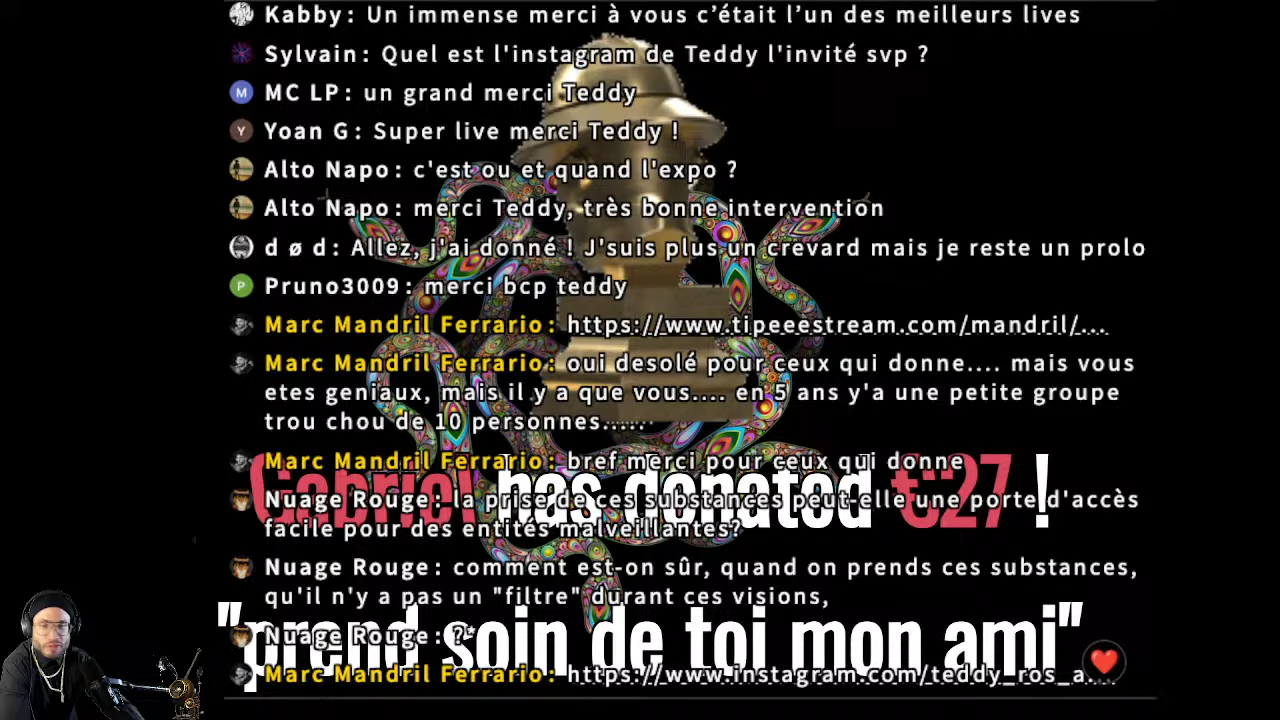 Kabby: Un immense merci à vous c’était l’un des meilleurs lives
Sylvain: Quel est l'instagram de Teddy l'invité svp ?
M MC LP: un grand merci Teddy
Y Yoan G: Super live merci Teddy !
Alto Napo: c'est ou et quand l'expo ?
Alto Napo: merci Teddy, très bonne intervention
d ø d: Allez, j'ai donné ! J'suis plus un crevard mais je reste un prolo
P Pruno3009: merci bcp teddy
Marc Mandril Ferrario: https://www.tipeeestream.com/mandril/...
Marc Mandril Ferrario: oui desolé pour ceux qui donne.... mais vous
etes geniaux, mais il y a que vous.... en 5 ans y'a une petite groupe
trou chou de 10 personnes.....
Marc Mandril Ferrario: bref merci pour ceux qui donne
Gabriel has donated €27 !
Nuage Rouge: la prise de ces substances peut-elle une porte d'accès
facile pour des entités malveillantes?
Nuage Rouge: comment est-on sûr, quand on prends ces substances,
qu'il n'y a pas un "filtre" durant ces visions,
Nuage Rouge: ?*
"prend soin de toi mon ami"
Marc Mandril Ferrario: https://www.instagram.com/teddy_ros_a...